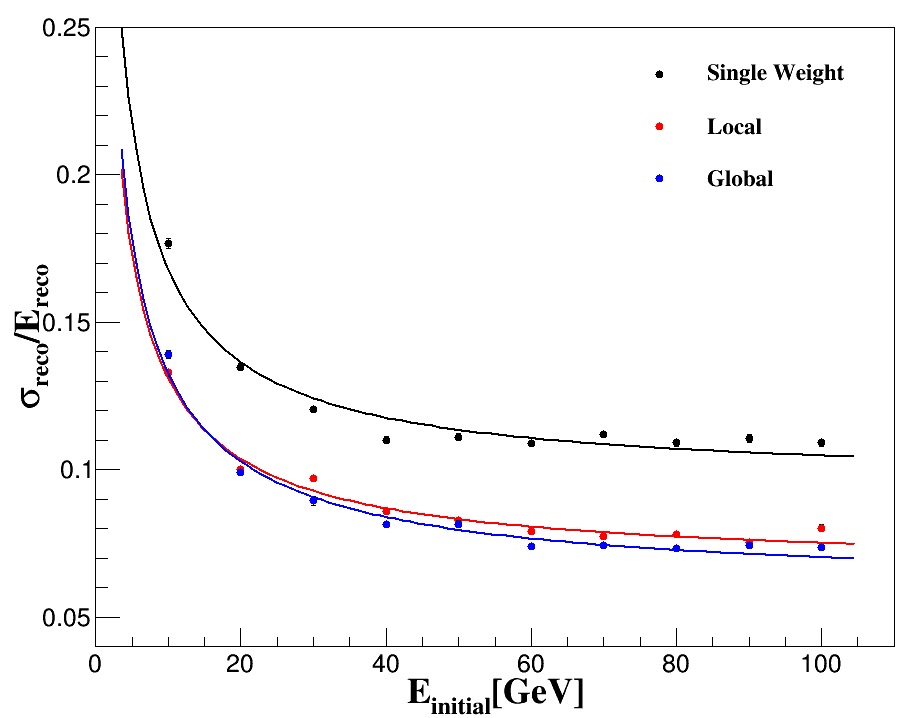 0.25
0.2
0.15
0.1
0.05
σreco/Ereco
Single Weight
Local
Global
0 20 40 60 80 100
Einitial[GeV]